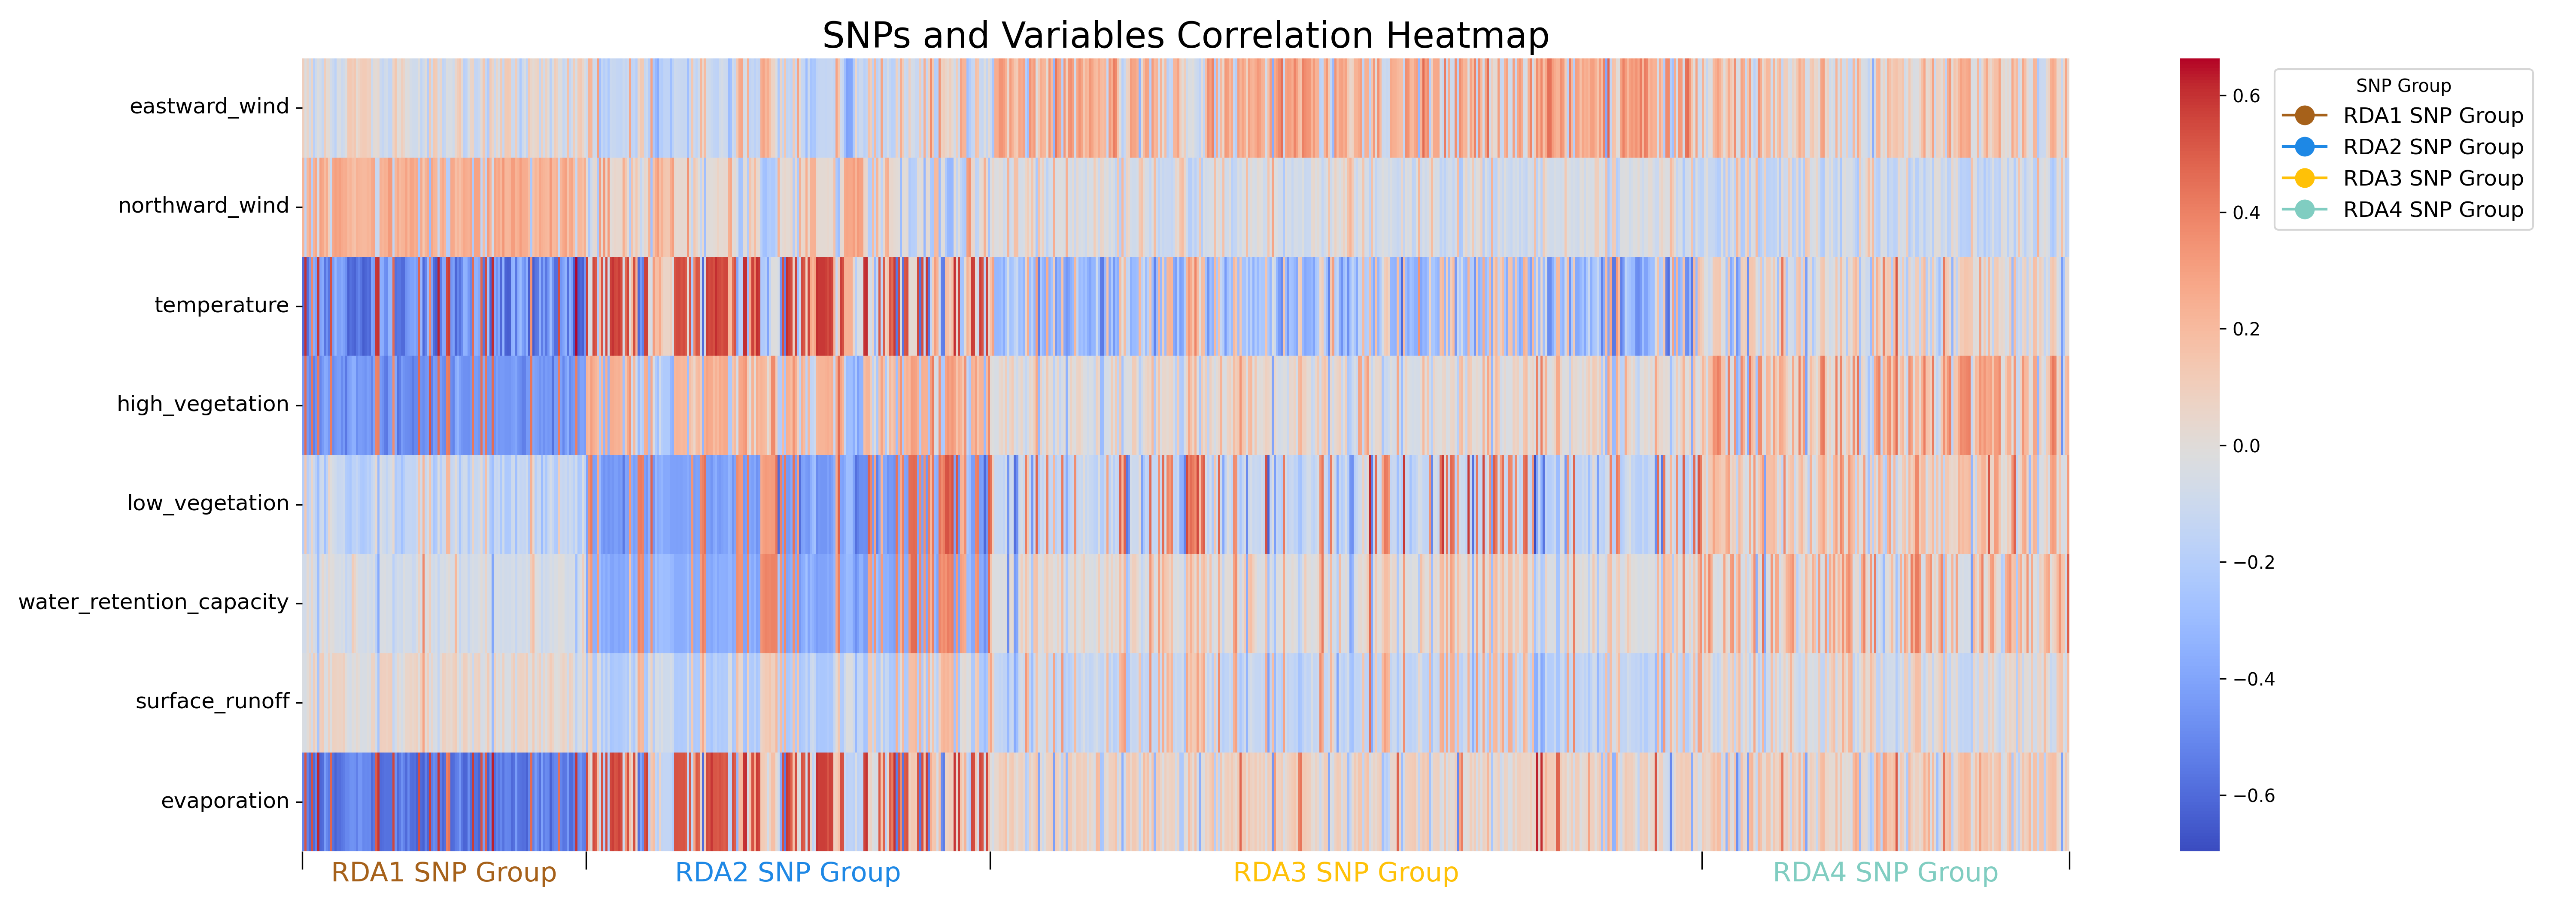 SNPs and Variables Correlation Heatmap
eastward_wind
northward_wind
temperature
high_vegetation
low_vegetation
water_retention_capacity
surface_runoff
evaporation
RDA1 SNP Group
RDA2 SNP Group
RDA3 SNP Group
RDA4 SNP Group
0.6
0.4
0.2
0.0
−0.2
−0.4
−0.6
SNP Group
RDA1 SNP Group
RDA2 SNP Group
RDA3 SNP Group
RDA4 SNP Group